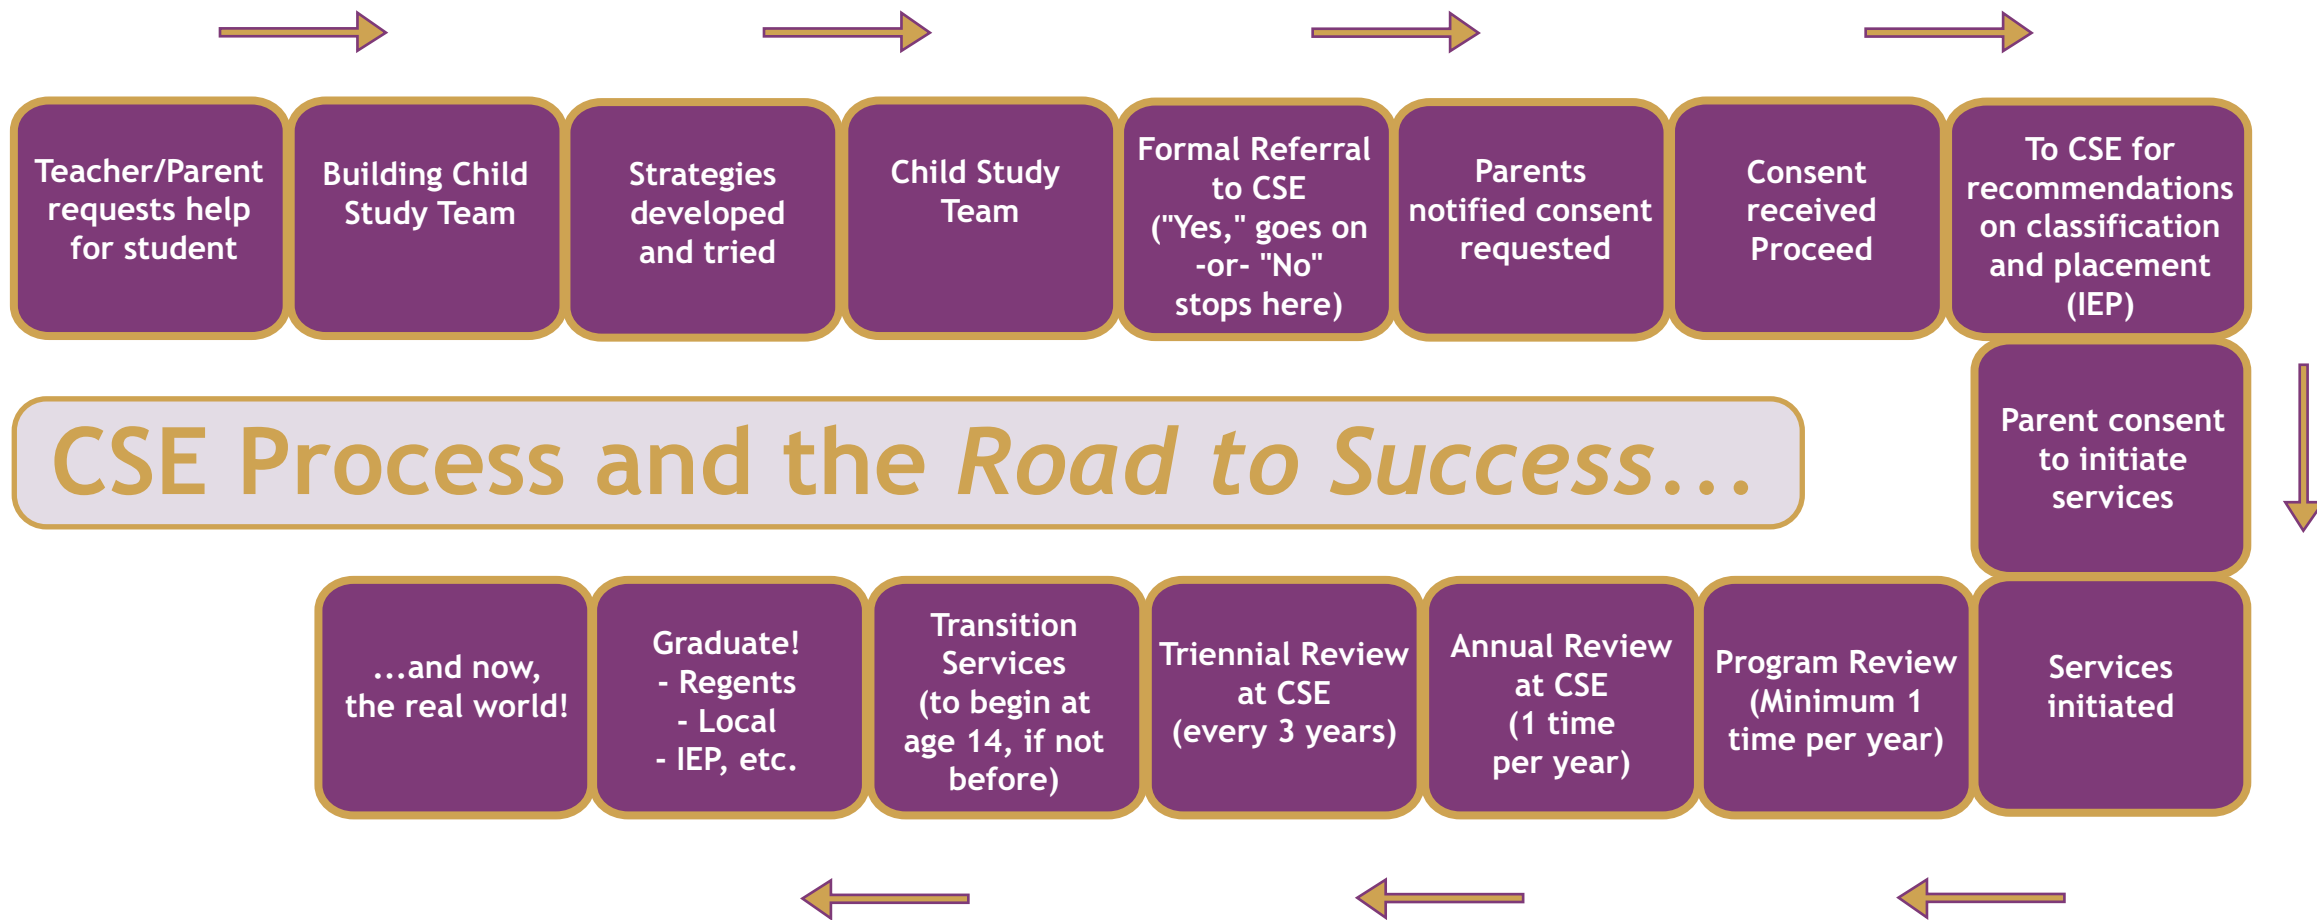 Teacher/Parent
requests help
for student
Building Child
Study Team
Strategies
developed
and tried
Child Study
Team
Formal Referral
to CSE
("Yes," goes on
-or- "No"
stops here)
Parents
notified consent
requested
Consent
received
Proceed
To CSE for
recommendations
on classification
and placement
(IEP)
Parent consent
to initiate
services
CSE Process and the Road to Success...
Services
initiated
Program Review
(Minimum 1
time per year)
Annual Review
at CSE
(1 time
per year)
Triennial Review
at CSE
(every 3 years)
Transition
Services
(to begin at
age 14, if not
before)
Graduate!
- Regents
- Local
- IEP, etc.
...and now,
the real world!